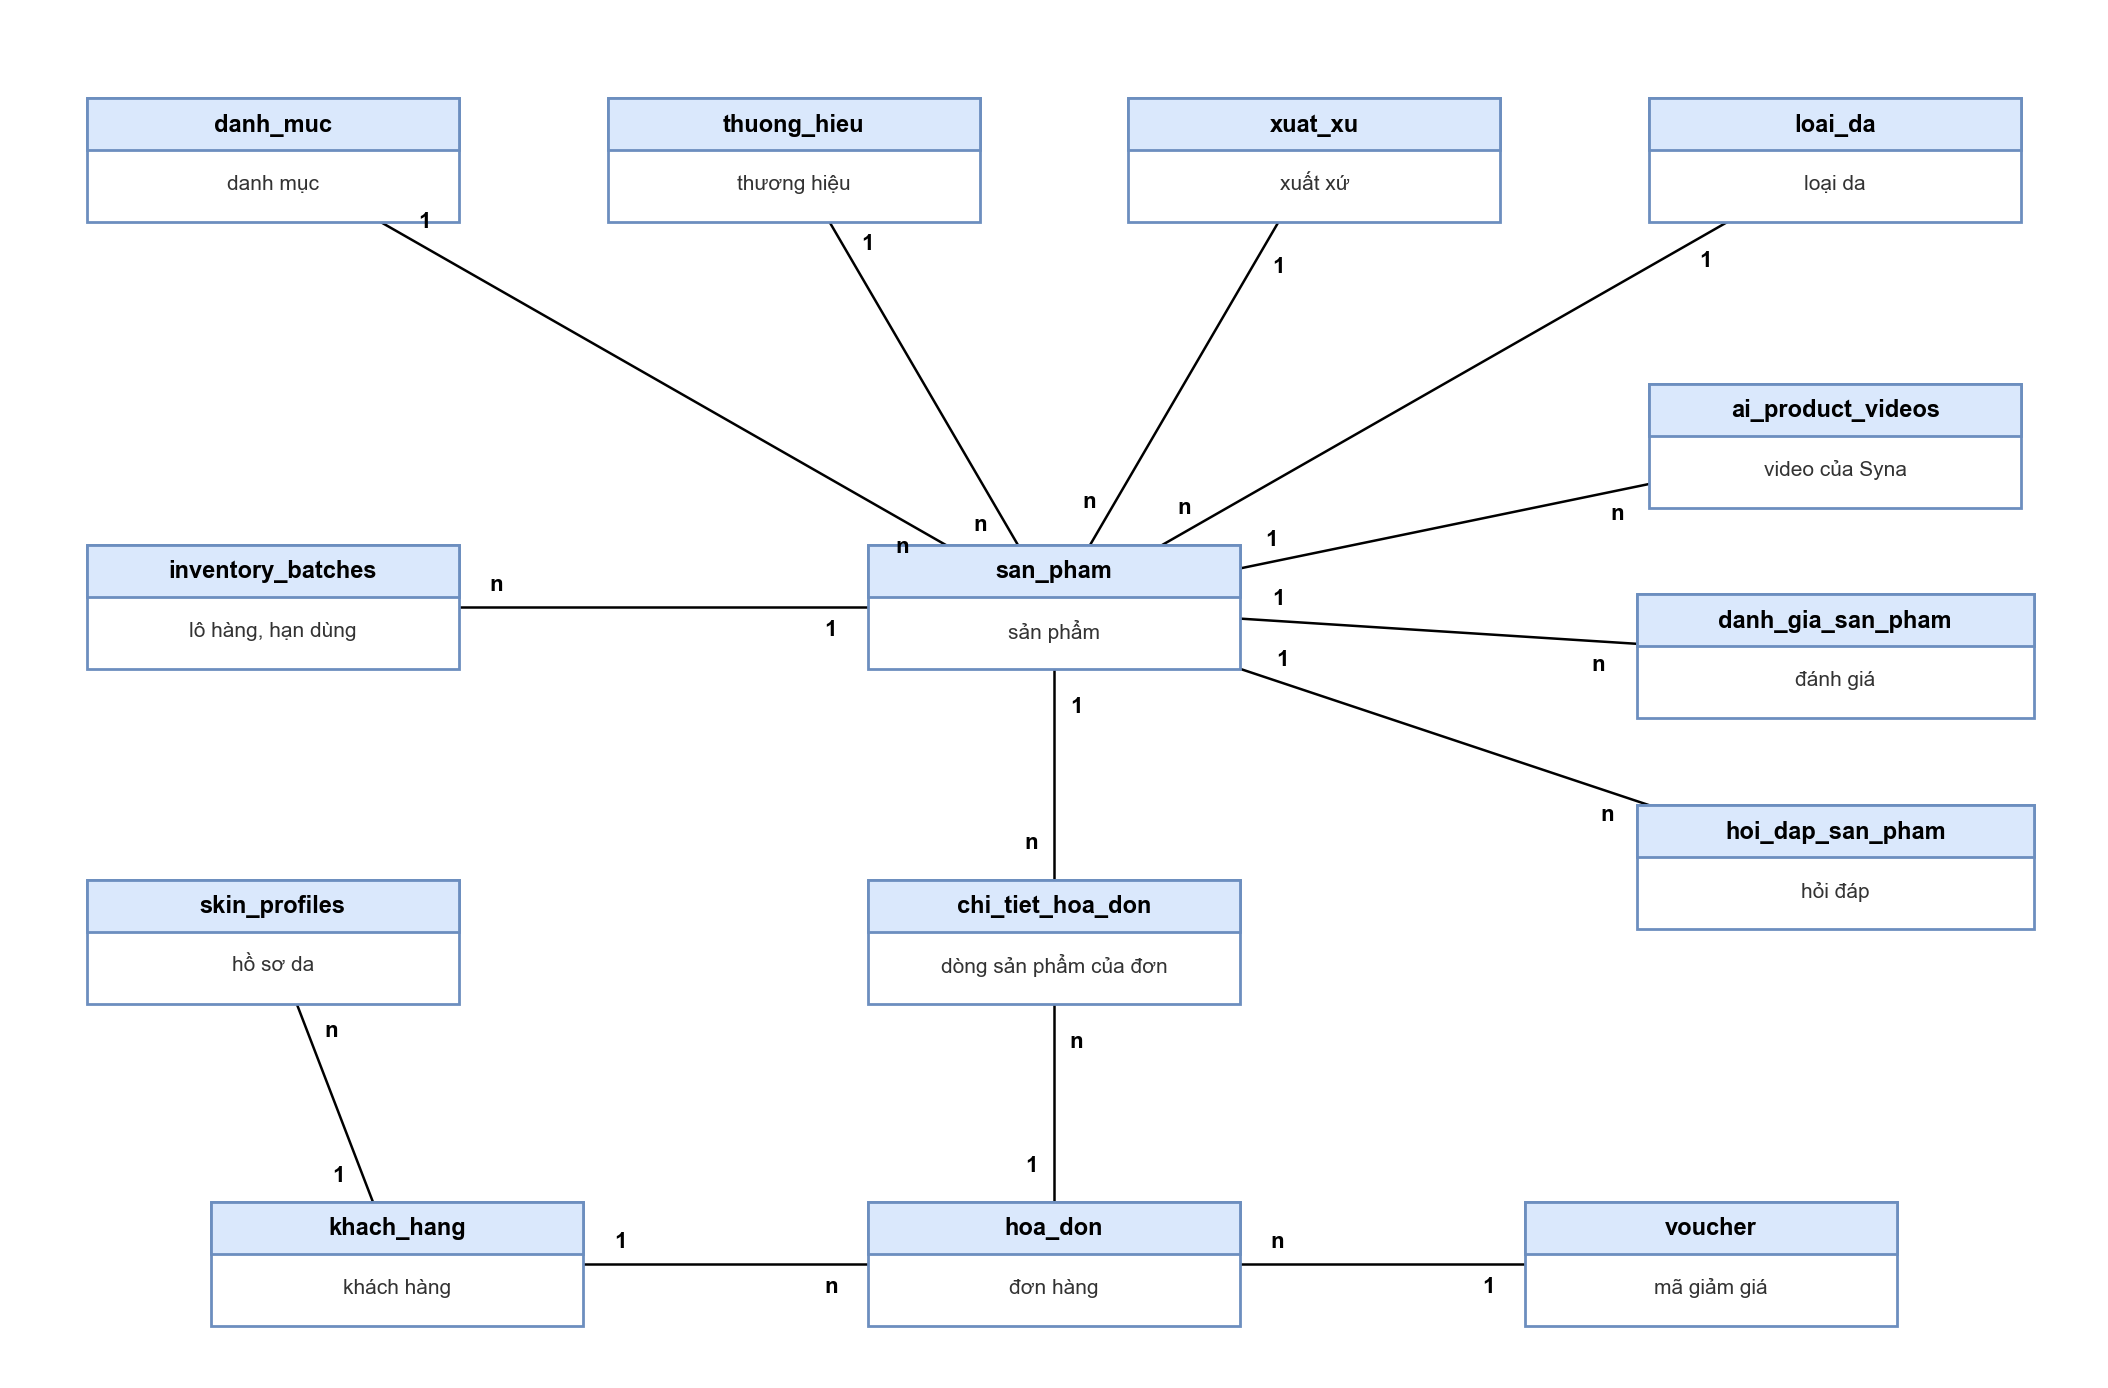 danh_muc
danh mục
thuong_hieu
thương hiệu
xuat_xu
xuất xứ
loai_da
loại da
1
1
1
1
ai_product_videos
video của Syna
n
n
n
n
n
1
inventory_batches
lô hàng, hạn dùng
n
1
san_pham
sản phẩm
1
n
danh_gia_san_pham
đánh giá
1
n
hoi_dap_san_pham
hỏi đáp
1
n
skin_profiles
hồ sơ da
chi_tiet_hoa_don
dòng sản phẩm của đơn
n
n
1
1
khach_hang
khách hàng
1
n
hoa_don
đơn hàng
n
1
voucher
mã giảm giá